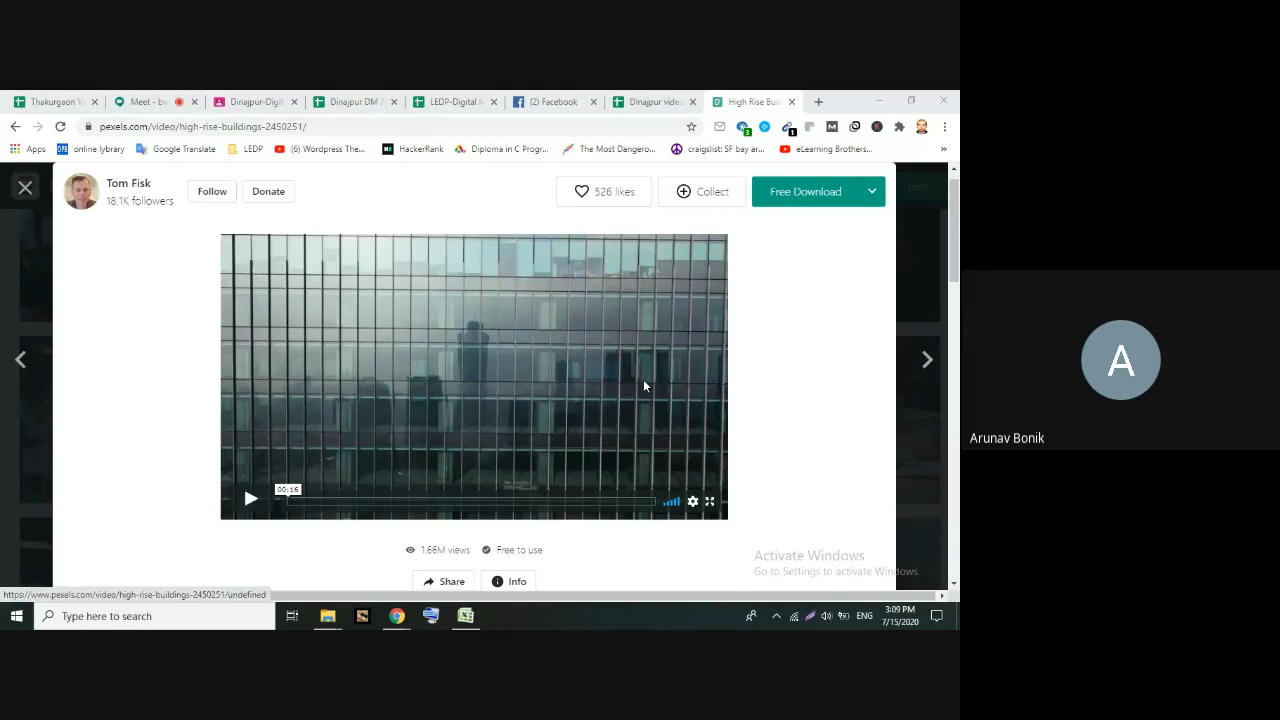 Thakurgaon V
Meet - bv
Dinajpur-Digit
Dinajpur DM
LEDP-Digital
(2) Facebook
Dinajpur video
High Rise Buil
pexels.com/video/high-rise-buildings-2450251/
Apps
online lybrary
Google Translate
LEDP
(6) Wordpress The...
HackerRank
Diploma in C Progr...
The Most Dangero...
craigslist: SF bay ar...
eLearning Brothers...
»
Tom Fisk
18.1K followers
Follow
Donate
526 likes
Collect
Free Download
00:16
1.66M views
Free to use
Share
Info
Activate Windows
Go to Settings to activate Windows.
https://www.pexels.com/video/high-rise-buildings-2450251/undefined
Type here to search
ENG
3:09 PM
7/15/2020
A
Arunav Bonik